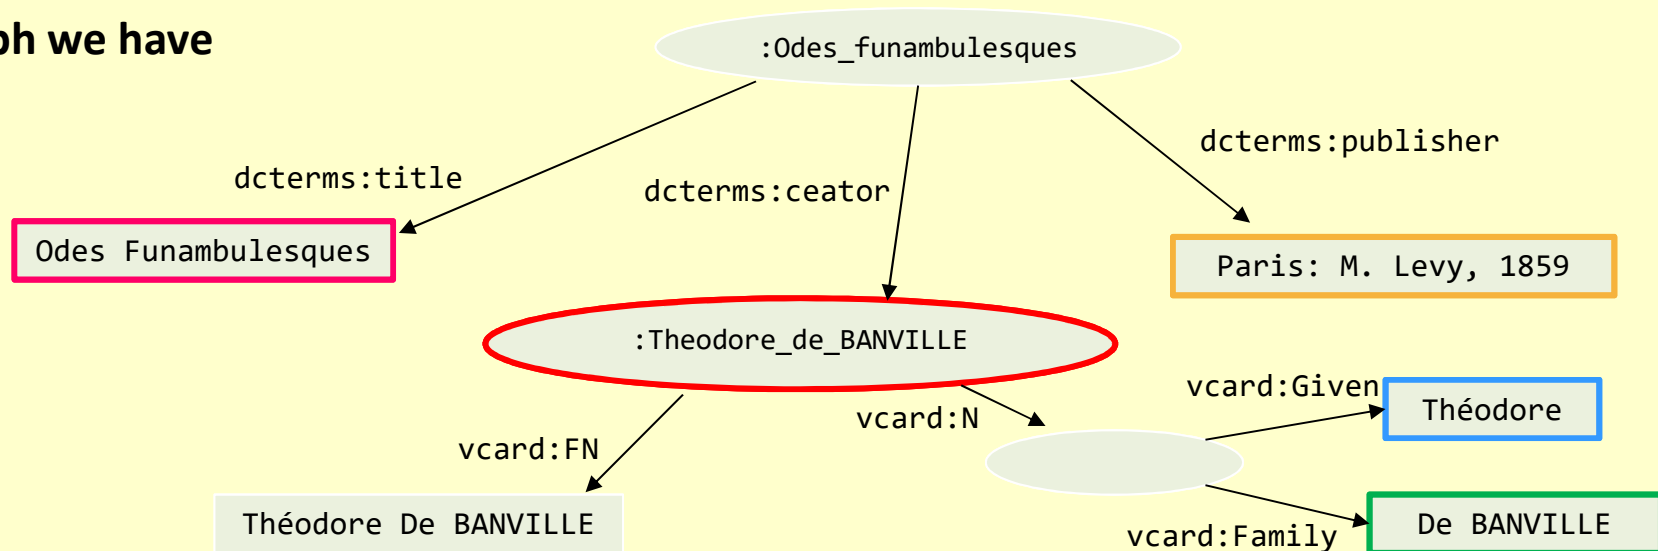 ph we have
:Odes_funambulesques
dcterms:publisher
dcterms:title
dcterms:ceator
Odes Funambulesques
Paris: M. Levy, 1859
:Theodore_de_BANVILLE
vcard:Given
Théodore
vcard:N
vcard:FN
Théodore De BANVILLE
De BANVILLE
vcard:Family